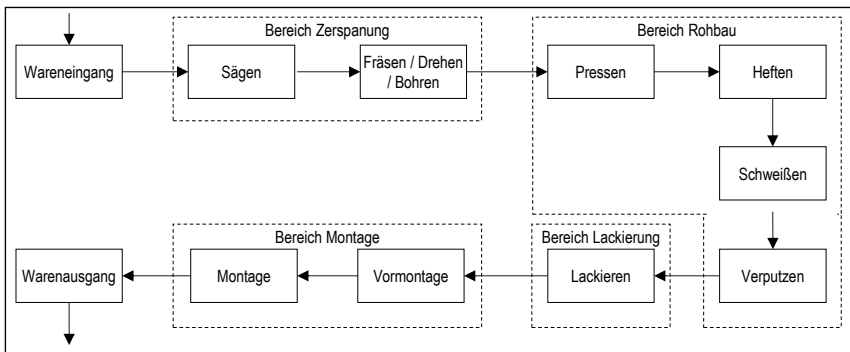 Bereich Zerspanung
Bereich Rohbau
Wareneingang
Sägen
Fräsen / Drehen
/ Bohren
Pressen
Heften
Schweißen
Bereich Montage
Bereich Lackierung
Warenausgang
Montage
Vormontage
Lackieren
Verputzen